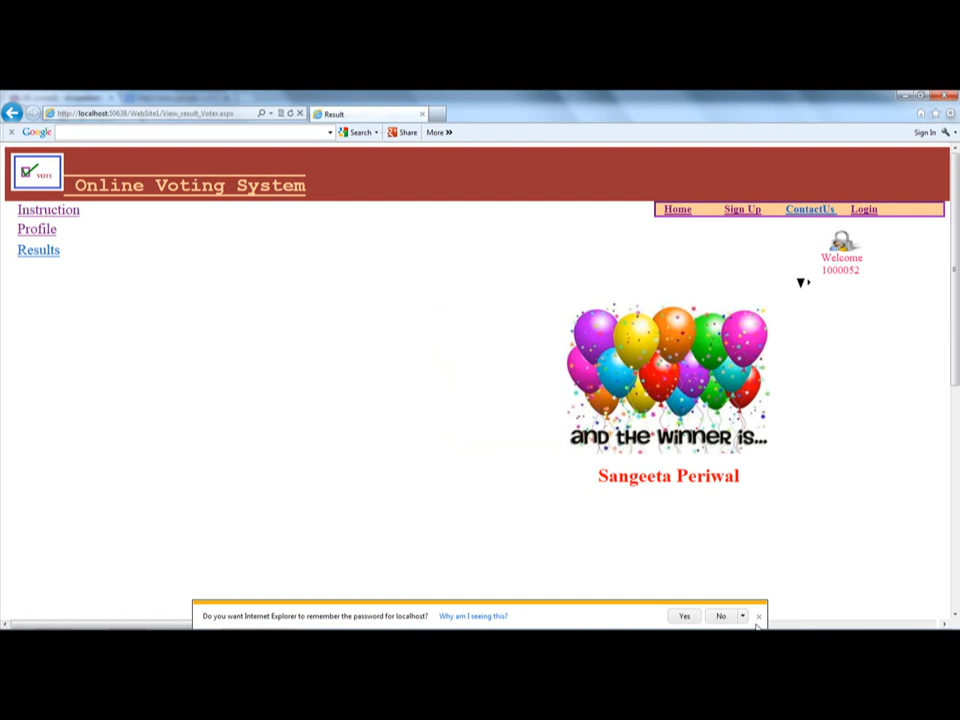 http://localhost:50638/WebSite1/View_result_Voter.aspx
Result
Google
Search
Share
More »
Sign In
VOTE
Online Voting System
Instruction
Home
Sign Up
ContactUs
Login
Profile
Results
Welcome
1000052
and the winner is...
Sangeeta Periwal
Do you want Internet Explorer to remember the password for localhost?
Why am I seeing this?
Yes
No